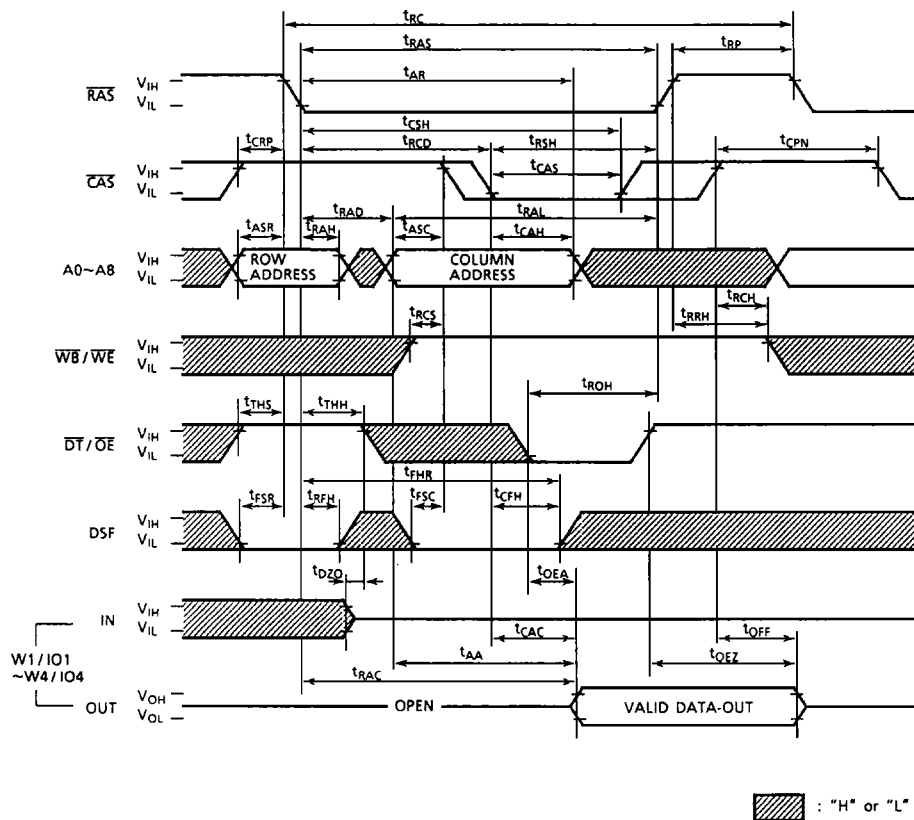 tRC
tRAS tRP
tAR
RAS VIH
VIL
tCSH
tCRP tRCD tRSH tCPN
CAS VIH
VIL
tCAS
tRAD tRAL
tASR tRAH tASC tCAH
A0~A8 VIH
VIL
ROW ADDRESS
COLUMN ADDRESS
tRCS tRCH
tRRH
WB/WE VIH
VIL
tROH
tTHS tTHH
DT/OE VIH
VIL
tFHR
tFSR tRFH tFSC tCFH
DSF VIH
VIL
tDZO tOEA
IN VIH
VIL
tCAC tOFF
tAA tOEZ
tRAC
W1/IO1
~W4/IO4
OUT VOH
VOL
OPEN VALID DATA-OUT
: "H" or "L"